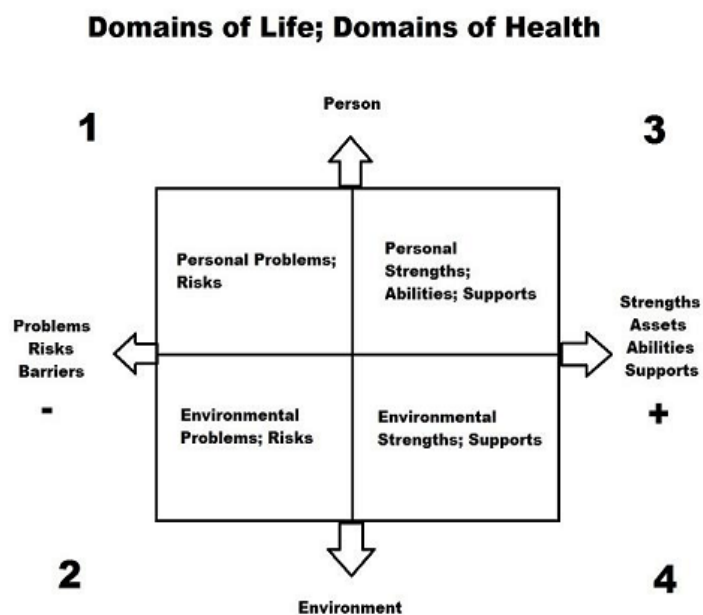 Domains of Life; Domains of Health
Person
1
3
Personal Problems;
Risks
Personal
Strengths;
Abilities; Supports
Problems
Risks
Barriers
-
Strengths
Assets
Abilities
Supports
+
Environmental
Problems; Risks
Environmental
Strengths; Supports
2
4
Environment